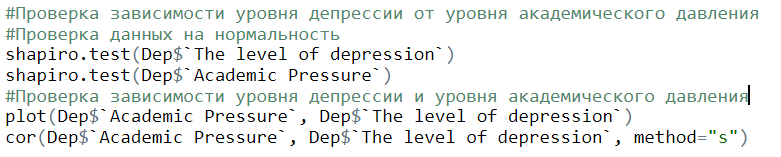 #Проверка зависимости уровня депрессии от уровня академического давления
#Проверка данных на нормальность
shapiro.test(Dep$`The level of depression`)
shapiro.test(Dep$`Academic Pressure`)
#Проверка зависимости уровня депрессии и уровня академического давления
plot(Dep$`Academic Pressure`, Dep$`The level of depression`)
cor(Dep$`Academic Pressure`, Dep$`The level of depression`, method="s")